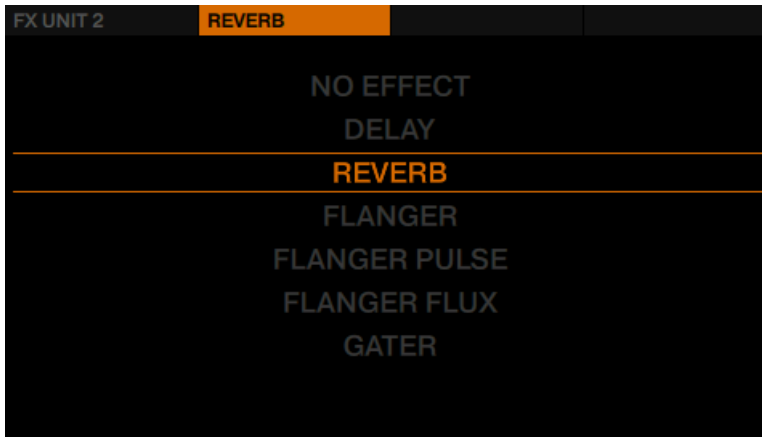 FX UNIT 2 REVERB
NO EFFECT
DELAY
REVERB
FLANGER
FLANGER PULSE
FLANGER FLUX
GATER